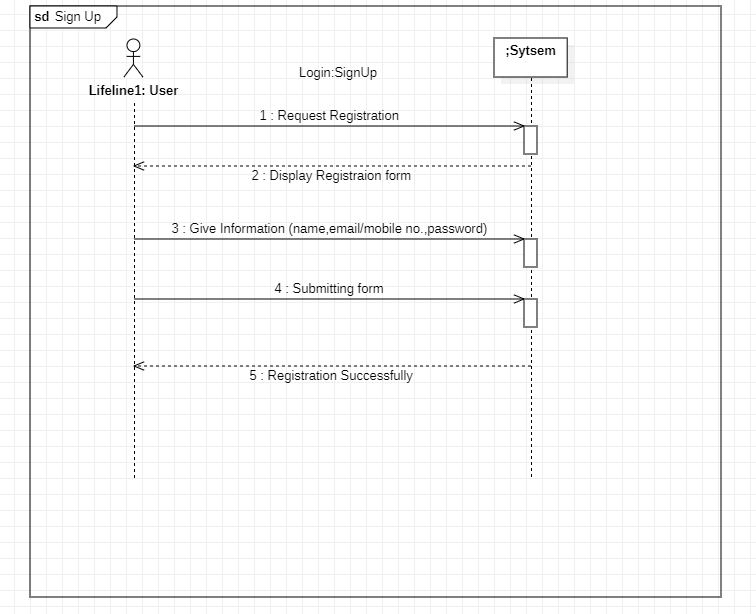 sd Sign Up
;Sytsem
Login:SignUp
Lifeline1: User
1 : Request Registration
2 : Display Registraion form
3 : Give Information (name,email/mobile no.,password)
4 : Submitting form
5 : Registration Successfully